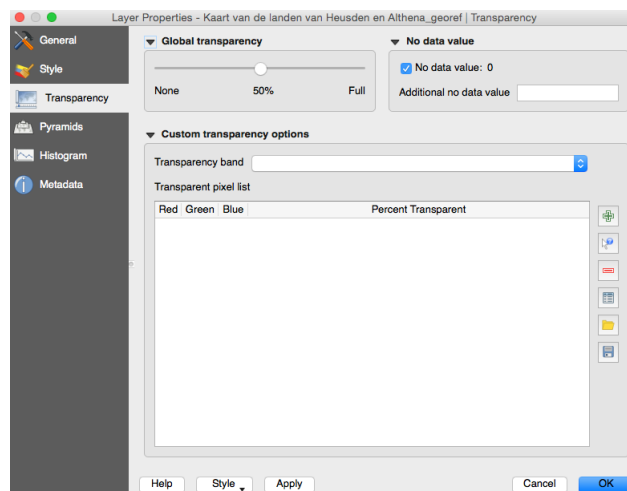 Layer Properties - Kaart van de landen van Heusden en Althena_georef | Transparency
General
Style
Transparency
Pyramids
Histogram
Metadata
Global transparency
None 50% Full
No data value
No data value: 0
Additional no data value
Custom transparency options
Transparency band
Transparent pixel list
Red Green Blue Percent Transparent
Help Style Apply Cancel OK